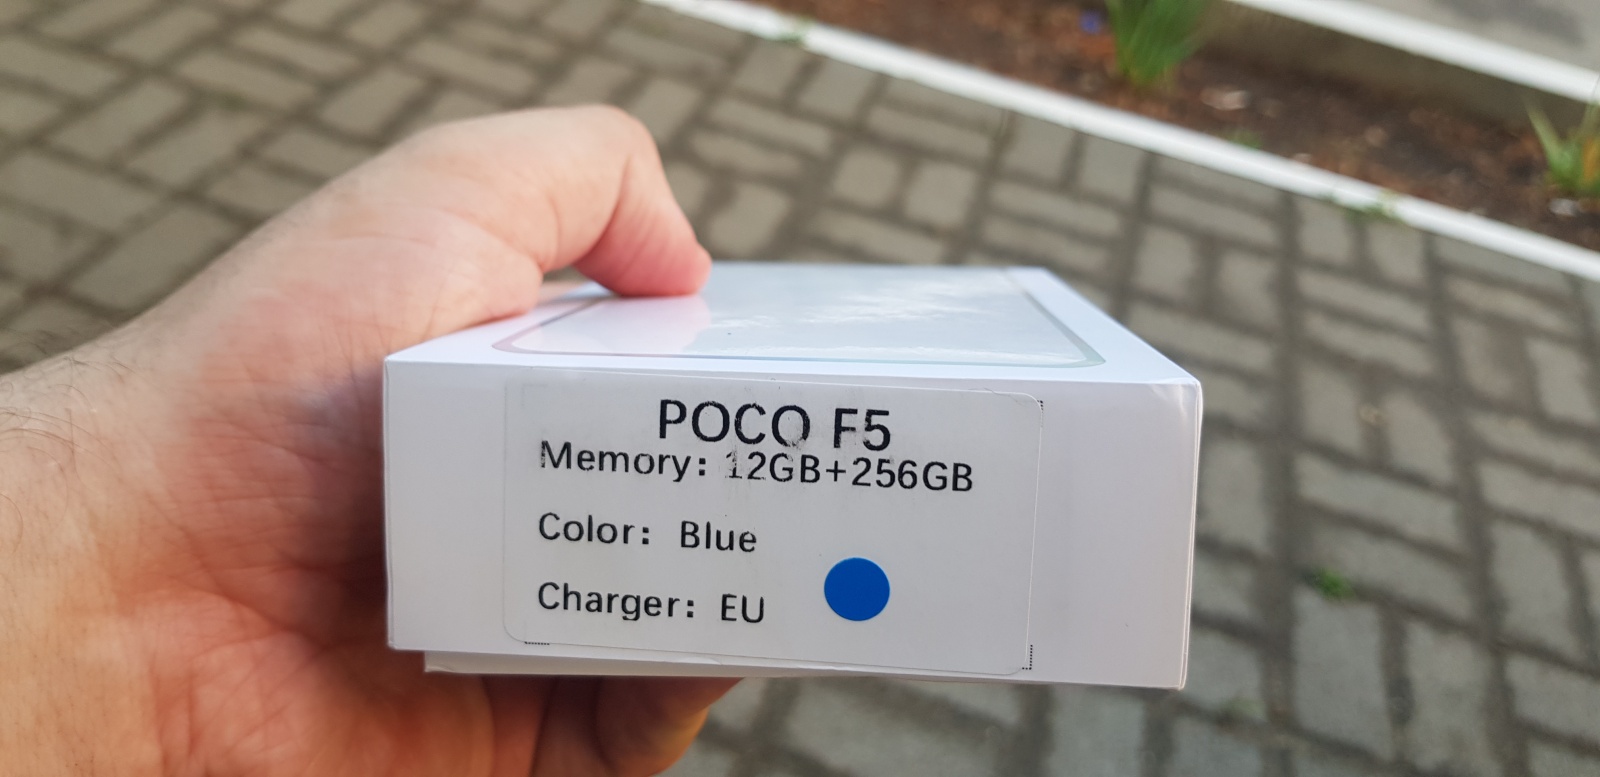 POCO F5
Memory: 12GB+256GB
Color: Blue
Charger: EU